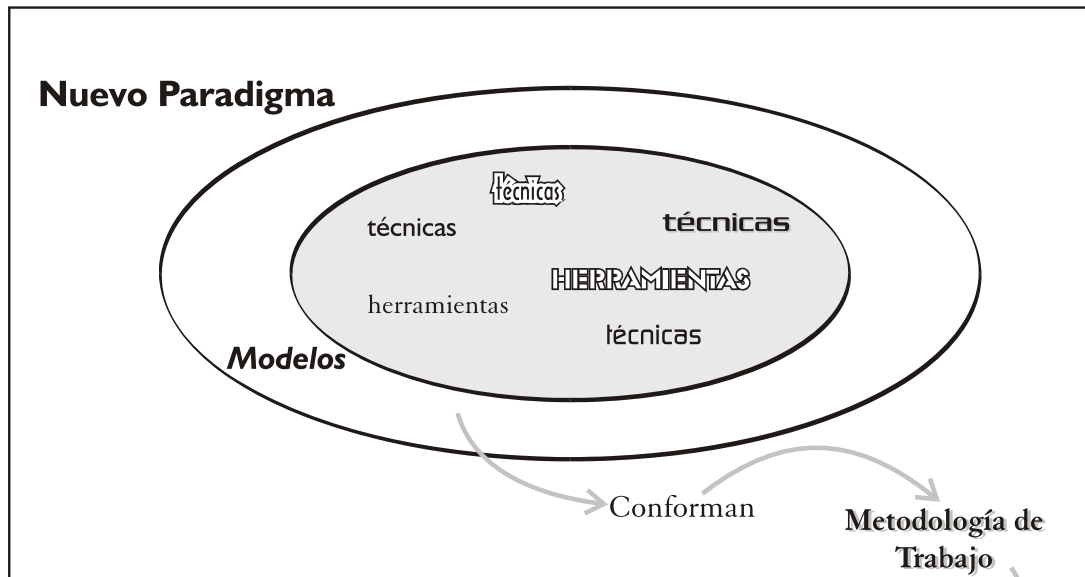 Nuevo Paradigma
técnicas
técnicas
técnicas
HERRAMIENTAS
herramientas
técnicas
Modelos
Conforman
Metodología de
Trabajo